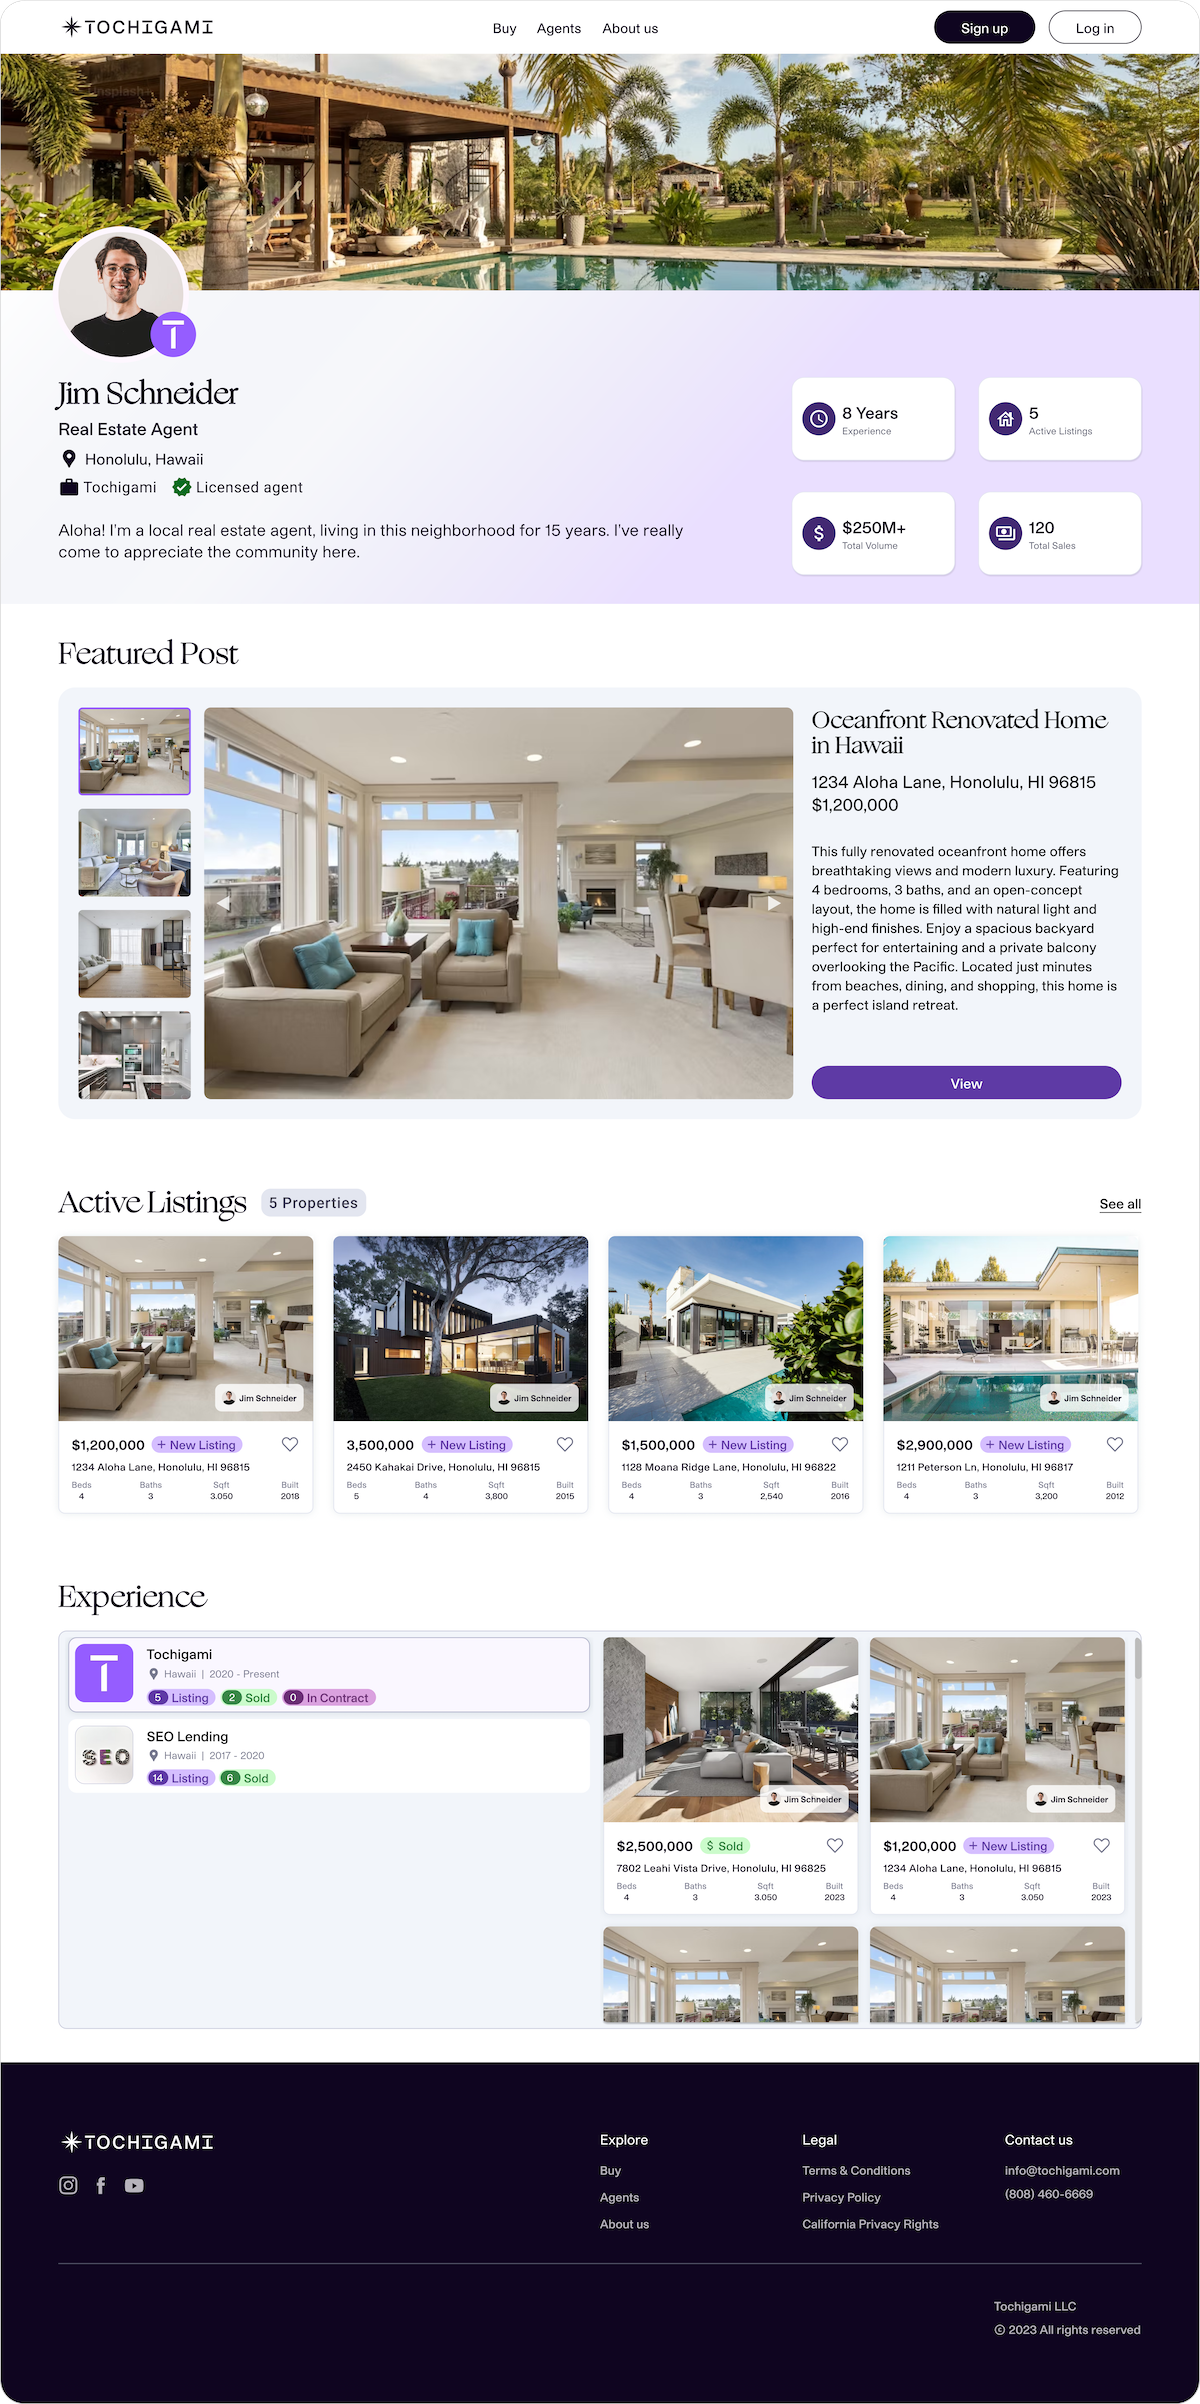 TOCHIGAMI
Buy
Agents
About us
Sign up
Log in
Unsplash+
T
Jim Schneider
Real Estate Agent
Honolulu, Hawaii
Tochigami
Licensed agent
Aloha! I'm a local real estate agent, living in this neighborhood for 15 years. I've really
come to appreciate the community here.
8 Years
Experience
5
Active Listings
$250M+
Total Volume
120
Total Sales
Featured Post
Oceanfront Renovated Home
in Hawaii
1234 Aloha Lane, Honolulu, HI 96815
$1,200,000
This fully renovated oceanfront home offers
breathtaking views and modern luxury. Featuring
4 bedrooms, 3 baths, and an open-concept
layout, the home is filled with natural light and
high-end finishes. Enjoy a spacious backyard
perfect for entertaining and a private balcony
overlooking the Pacific. Located just minutes
from beaches, dining, and shopping, this home is
a perfect island retreat.
View
Active Listings
5 Properties
See all
Jim Schneider
$1,200,000 + New Listing
1234 Aloha Lane, Honolulu, HI 96815
Beds Baths Sqft Built
4 3 3.050 2018
Jim Schneider
3,500,000 + New Listing
2450 Kahakai Drive, Honolulu, HI 96815
Beds Baths Sqft Built
5 4 3,800 2015
Jim Schneider
$1,500,000 + New Listing
1128 Moana Ridge Lane, Honolulu, HI 96822
Beds Baths Sqft Built
4 3 2,540 2016
Jim Schneider
$2,900,000 + New Listing
1211 Peterson Ln, Honolulu, HI 96817
Beds Baths Sqft Built
4 3 3,200 2012
Experience
T
Tochigami
Hawaii | 2020 - Present
5 Listing 2 Sold 0 In Contract
SEO
SEO Lending
Hawaii | 2017 - 2020
14 Listing 6 Sold
Jim Schneider
$2,500,000 $ Sold
7802 Leahi Vista Drive, Honolulu, HI 96825
Beds Baths Sqft Built
4 3 3.050 2023
Jim Schneider
$1,200,000 + New Listing
1234 Aloha Lane, Honolulu, HI 96815
Beds Baths Sqft Built
4 3 3.050 2023
TOCHIGAMI
Explore
Buy
Agents
About us
Legal
Terms & Conditions
Privacy Policy
California Privacy Rights
Contact us
info@tochigami.com
(808) 460-6669
Tochigami LLC
© 2023 All rights reserved